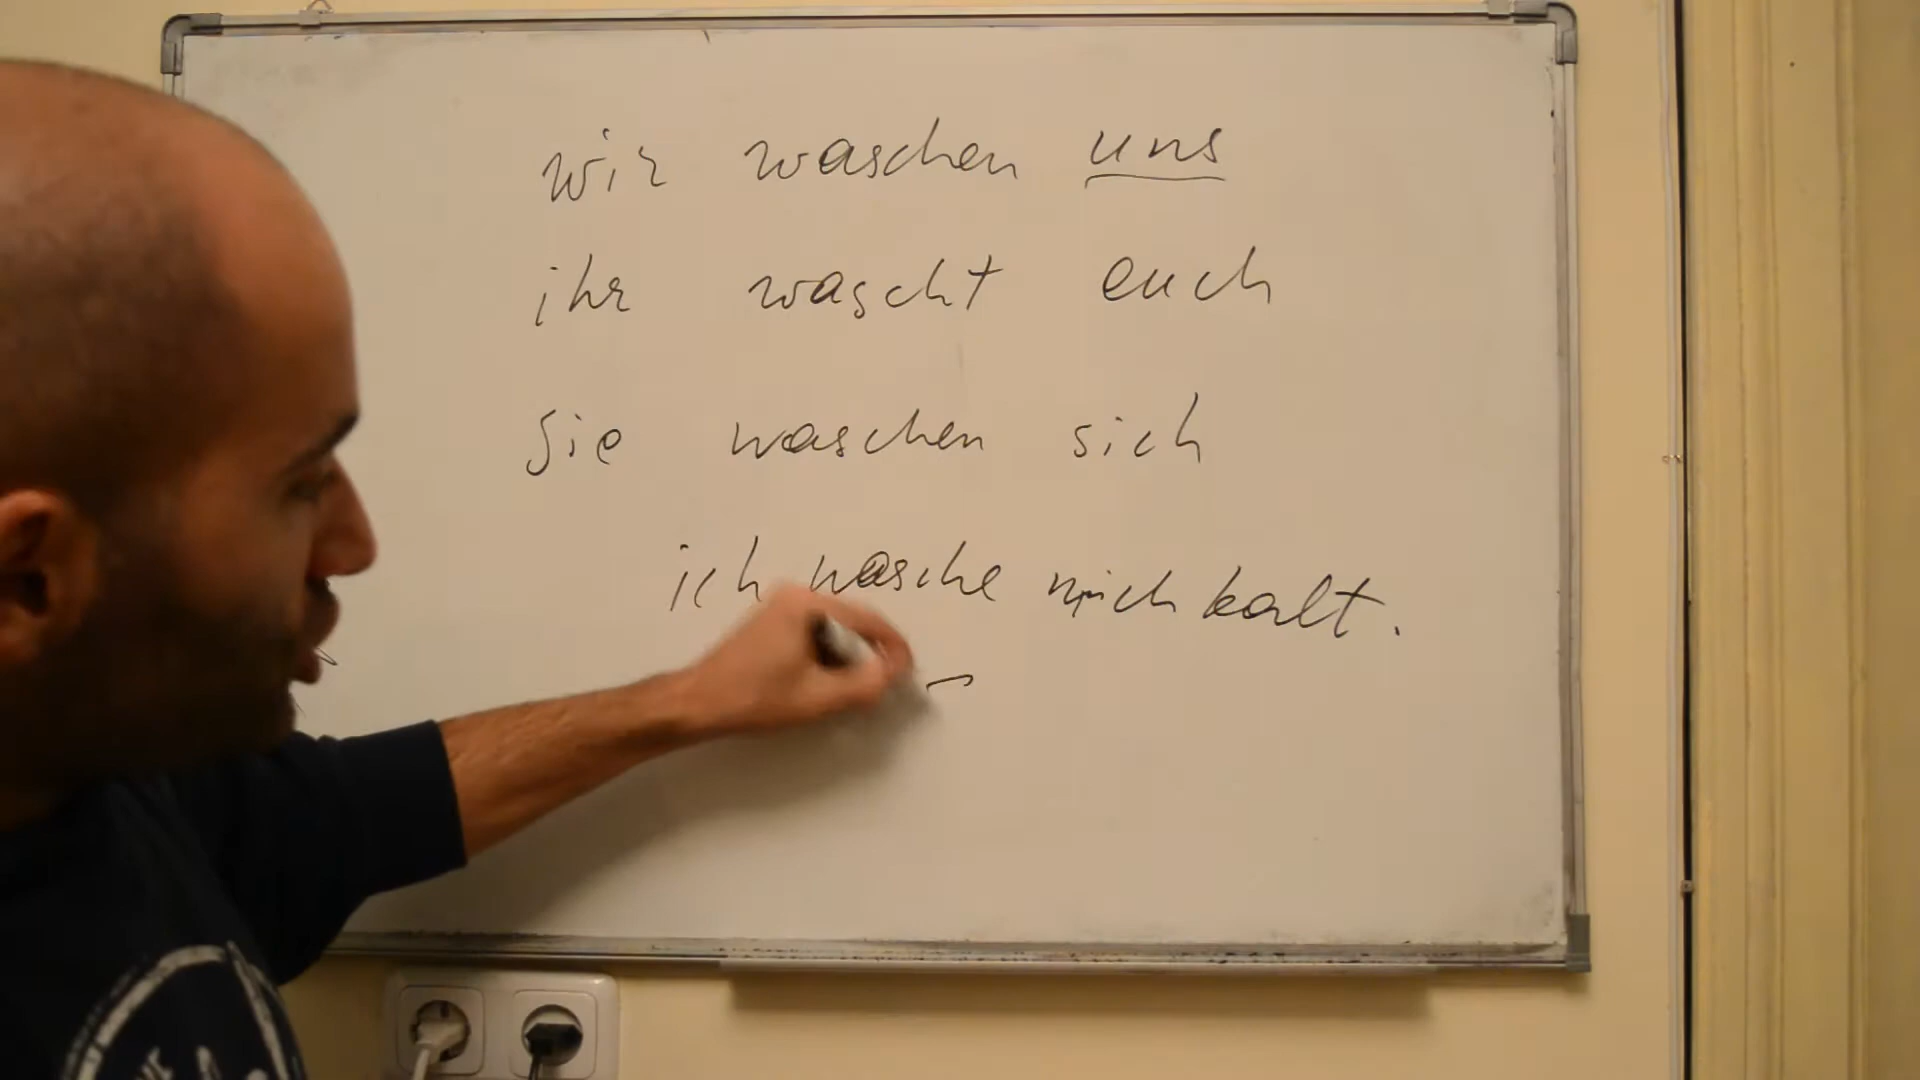 wir waschen uns
ihr wascht euch
Sie waschen sich
ich wasche mich kalt.